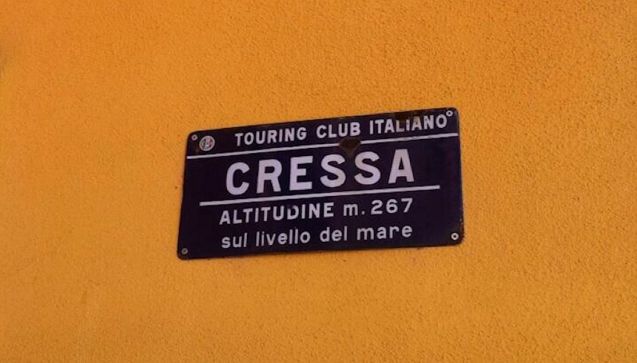 TOURING CLUB ITALIANO
CRESSA
ALTITUDINE m. 267
sul livello del mare